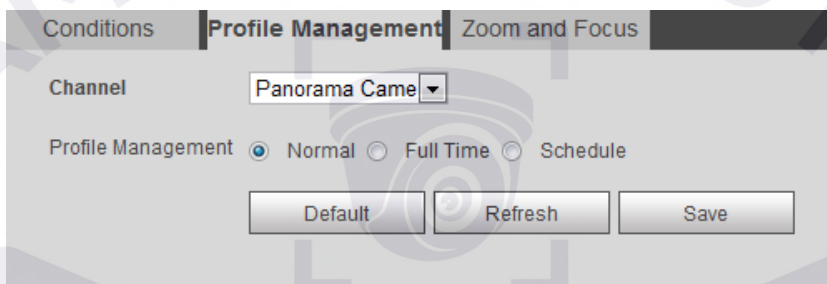 Conditions Profile Management Zoom and Focus
Channel Panorama Came
Profile Management Normal Full Time Schedule
Default Refresh Save